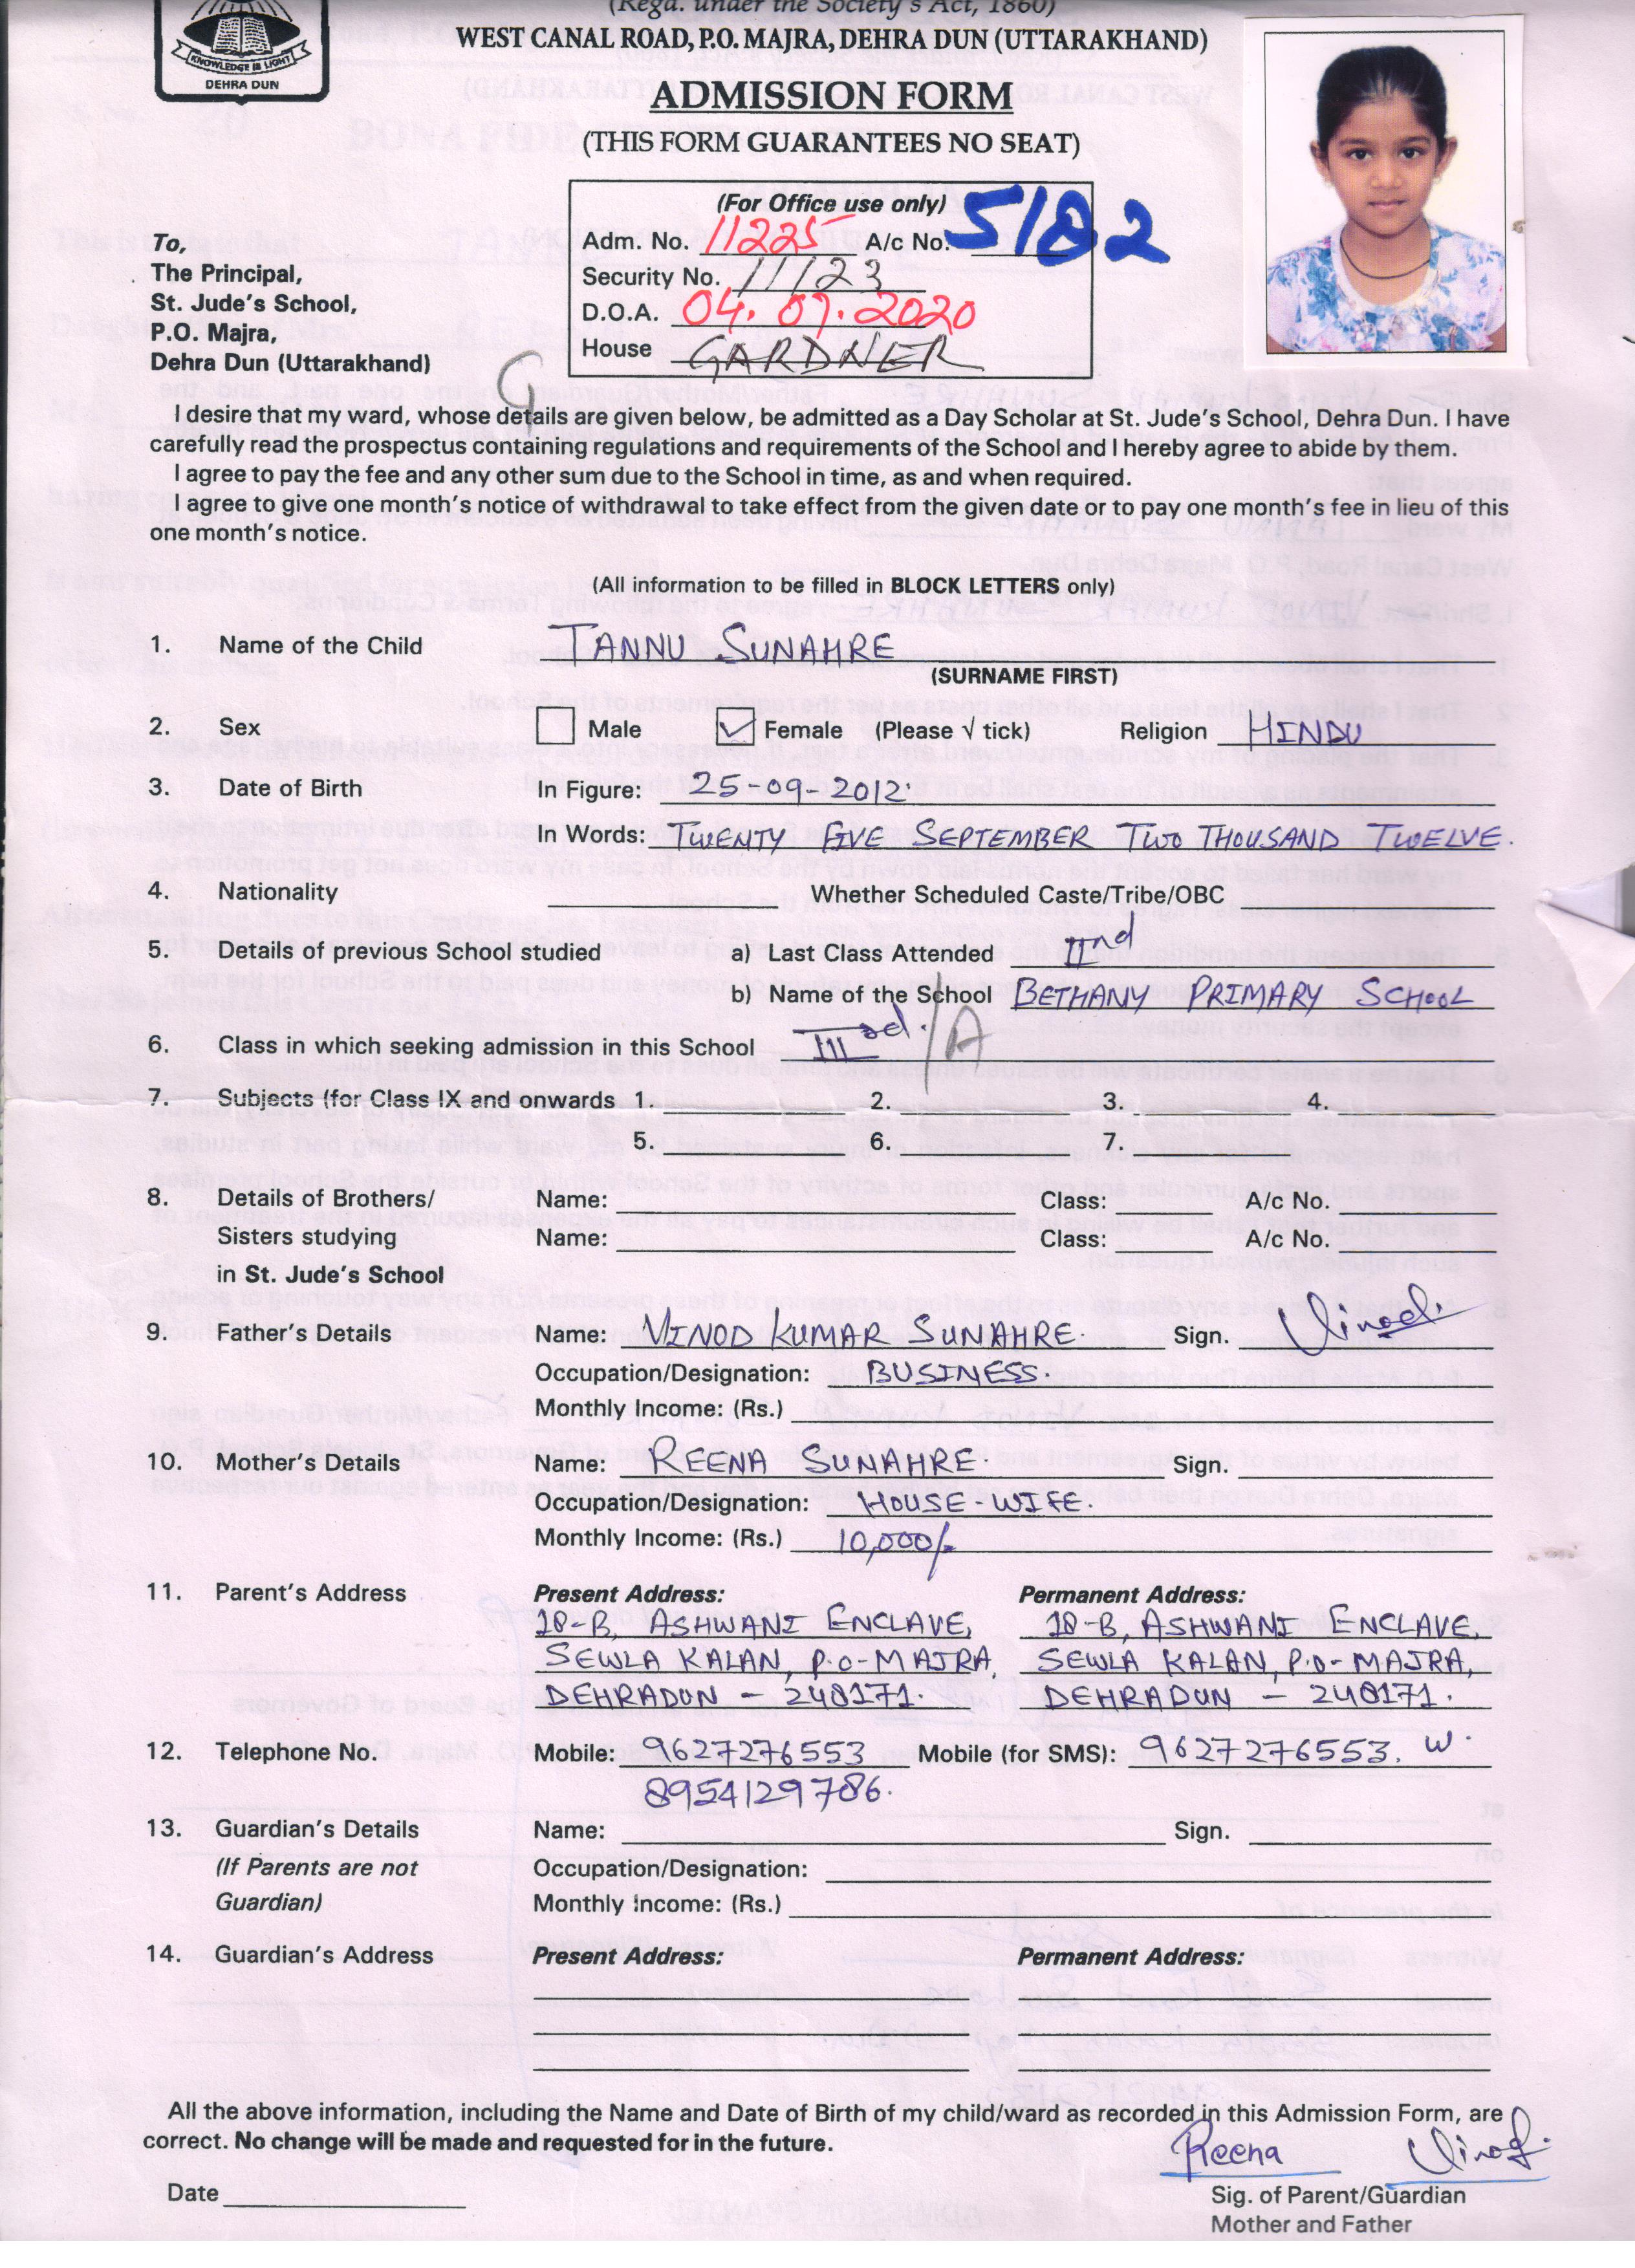 (Regd. under the Society's Act, 1860)
WEST CANAL ROAD, P.O. MAJRA, DEHRA DUN (UTTARAKHAND)
KNOWLEDGE IS LIGHT
DEHRA DUN
ADMISSION FORM
(THIS FORM GUARANTEES NO SEAT)
(For Office use only)
Adm. No. 11225 A/c No. 5182
Security No. 11123
D.O.A. 04.07.2020
House GARDNER
To,
The Principal,
St. Jude's School,
P.O. Majra,
Dehra Dun (Uttarakhand)
G
I desire that my ward, whose details are given below, be admitted as a Day Scholar at St. Jude's School, Dehra Dun. I have
carefully read the prospectus containing regulations and requirements of the School and I hereby agree to abide by them.
I agree to pay the fee and any other sum due to the School in time, as and when required.
I agree to give one month's notice of withdrawal to take effect from the given date or to pay one month's fee in lieu of this
one month's notice.
(All information to be filled in BLOCK LETTERS only)
1. Name of the Child TANNU SUNAHRE
(SURNAME FIRST)
2. Sex Male Female (Please √ tick) Religion HINDU
3. Date of Birth In Figure: 25-09-2012
In Words: TWENTY FIVE SEPTEMBER TWO THOUSAND TWELVE.
4. Nationality Whether Scheduled Caste/Tribe/OBC
5. Details of previous School studied a) Last Class Attended IInd
b) Name of the School BETHANY PRIMARY SCHOOL
6. Class in which seeking admission in this School III /A
7. Subjects (for Class IX and onwards 1. 2. 3. 4.
5. 6. 7.
8. Details of Brothers/ Name: Class: A/c No.
Sisters studying Name: Class: A/c No.
in St. Jude's School
9. Father's Details Name: VINOD KUMAR SUNAHRE. Sign. Vinod.
Occupation/Designation: BUSINESS.
Monthly Income: (Rs.)
10. Mother's Details Name: REENA SUNAHRE. Sign.
Occupation/Designation: HOUSE-WIFE.
Monthly Income: (Rs.) 10,000/-
11. Parent's Address Present Address: Permanent Address:
18-B, ASHWANI ENCLAVE, 18-B, ASHWANI ENCLAVE,
SEWLA KALAN, P.O-MAJRA, SEWLA KALAN, P.O-MAJRA,
DEHRADUN - 248171. DEHRADUN - 248171.
12. Telephone No. Mobile: 9627276553 Mobile (for SMS): 9627276553. W.
8954129786.
13. Guardian's Details Name: Sign.
(If Parents are not Occupation/Designation:
Guardian) Monthly Income: (Rs.)
14. Guardian's Address Present Address: Permanent Address:
All the above information, including the Name and Date of Birth of my child/ward as recorded in this Admission Form, are
correct. No change will be made and requested for in the future.
Reena Vinod.
Date
Sig. of Parent/Guardian
Mother and Father